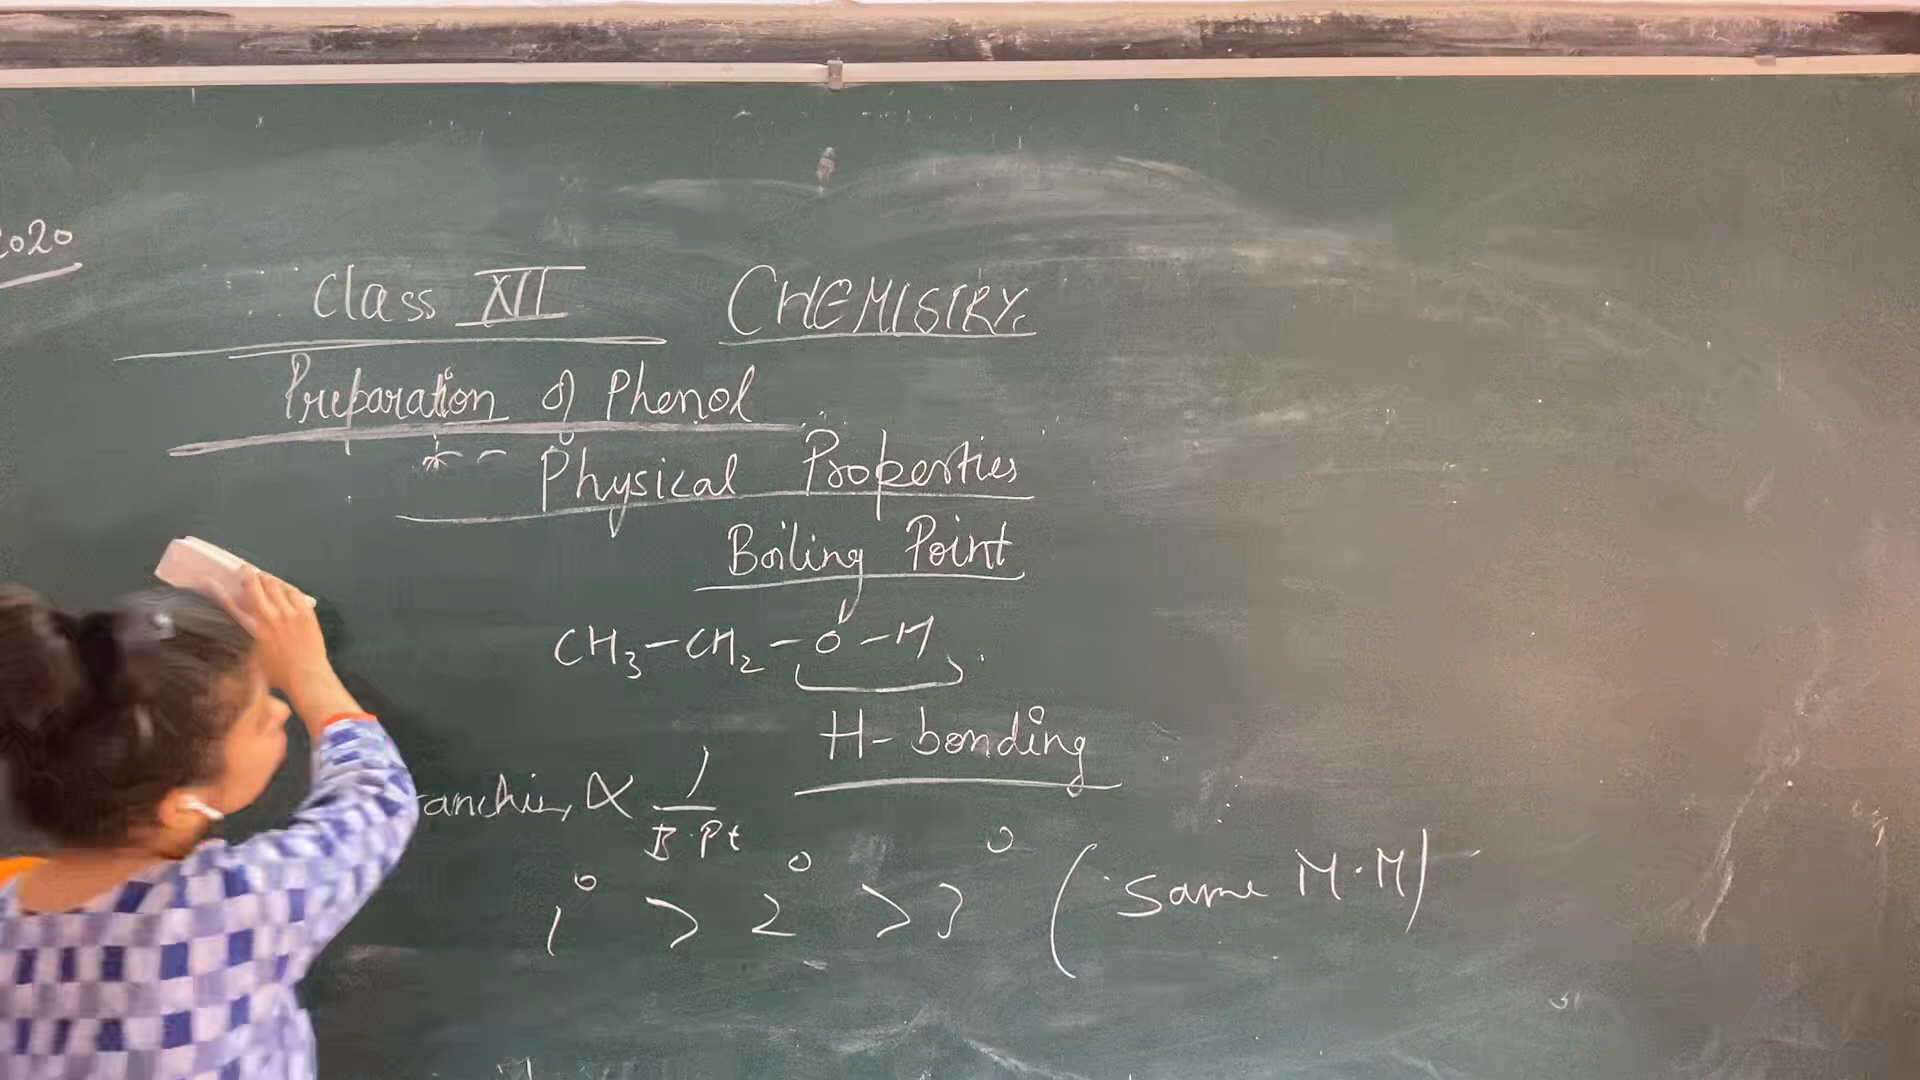 2020
Class XII CHEMISTRY
Preparation of Phenol
Physical Properties
Boiling Point
CH₃-CH₂-O-H
H-bonding
∝ 1/B.Pt
1° > 2° > 3° (Same M.M)